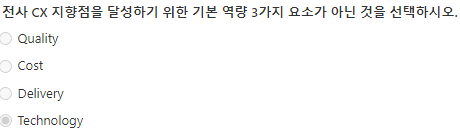 전사 CX 지향점을 달성하기 위한 기본 역량 3가지 요소가 아닌 것을 선택하시오.
Quality
Cost
Delivery
Technology